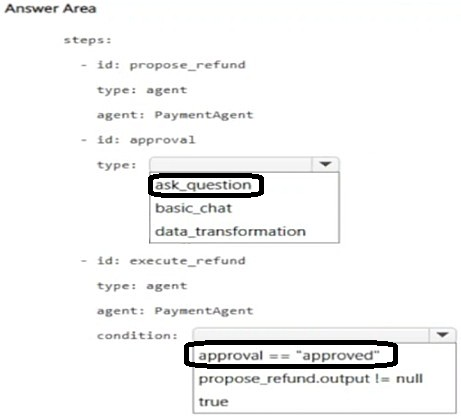 Answer Area
steps:
- id: propose_refund
type: agent
agent: PaymentAgent
- id: approval
type:
ask_question
basic_chat
data_transformation
- id: execute_refund
type: agent
agent: PaymentAgent
condition:
approval == "approved"
propose_refund.output != null
true